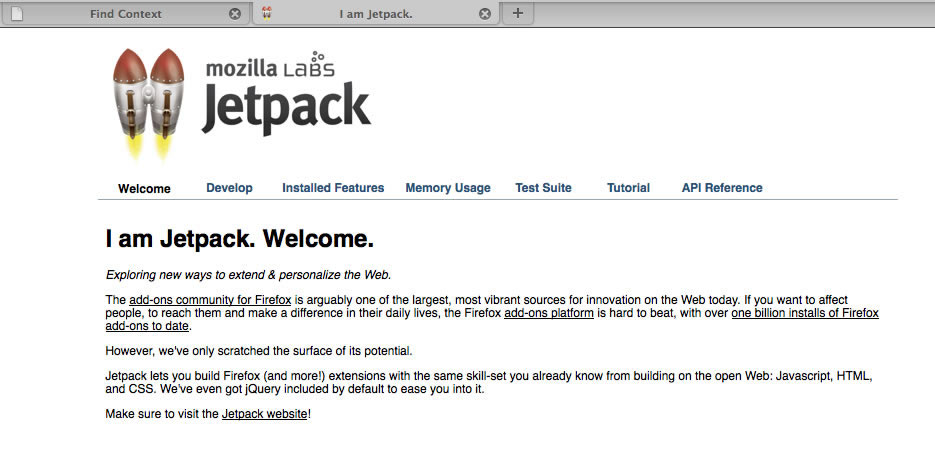 Find Context
I am Jetpack.
mozilla LABS
Jetpack
Welcome Develop Installed Features Memory Usage Test Suite Tutorial API Reference
I am Jetpack. Welcome.
Exploring new ways to extend & personalize the Web.
The add-ons community for Firefox is arguably one of the largest, most vibrant sources for innovation on the Web today. If you want to affect
people, to reach them and make a difference in their daily lives, the Firefox add-ons platform is hard to beat, with over one billion installs of Firefox
add-ons to date.
However, we've only scratched the surface of its potential.
Jetpack lets you build Firefox (and more!) extensions with the same skill-set you already know from building on the open Web: Javascript, HTML,
and CSS. We've even got jQuery included by default to ease you into it.
Make sure to visit the Jetpack website!